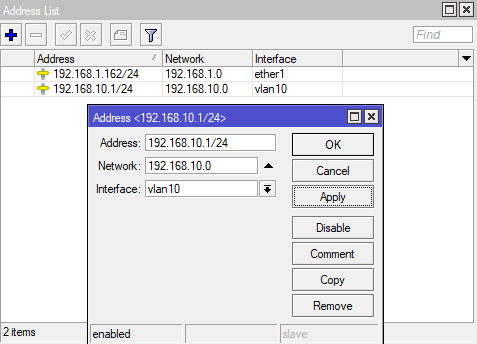 Address List
Find
Address Network Interface
192.168.1.162/24 192.168.1.0 ether1
192.168.10.1/24 192.168.10.0 vlan10
Address <192.168.10.1/24>
Address: 192.168.10.1/24
Network: 192.168.10.0
Interface: vlan10
OK
Cancel
Apply
Disable
Comment
Copy
Remove
2 items
enabled
slave